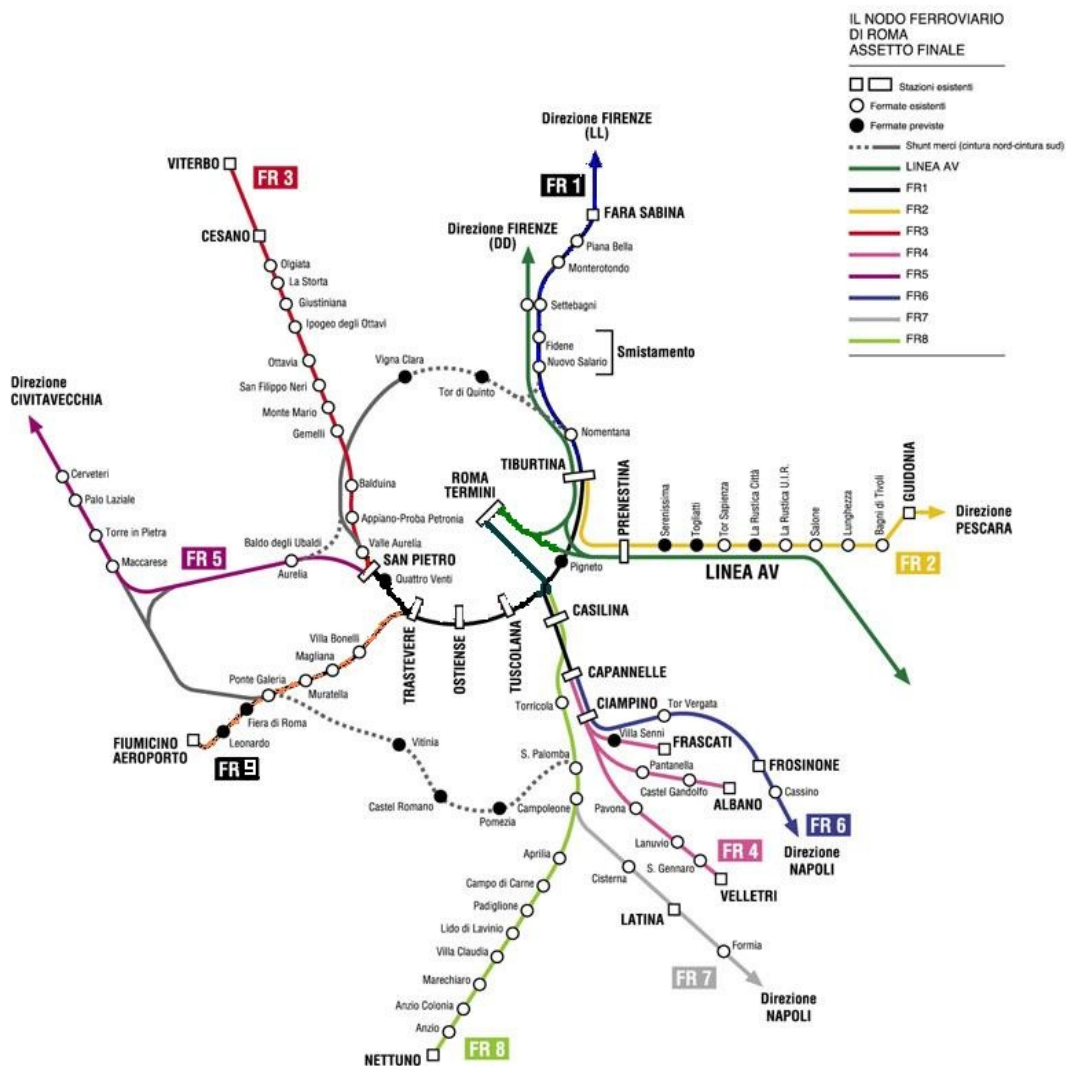 IL NODO FERROVIARIO
DI ROMA
ASSETTO FINALE
Stazioni esistenti
Fermate esistenti
Fermate previste
Shunt merci (cintura nord-cintura sud)
LINEA AV
FR1
FR2
FR3
FR4
FR5
FR6
FR7
FR8
Direzione FIRENZE
(LL)
FR 1
FARA SABINA
Piana Bella
Monterotondo
Direzione FIRENZE
(DD)
Settebagni
Fidene
Nuovo Salario
Smistamento
Nomentana
TIBURTINA
VITERBO
FR 3
CESANO
Olgiata
La Storta
Giustiniana
Ipogeo degli Ottavi
Ottavia
San Filippo Neri
Monte Mario
Gemelli
Balduina
Appiano-Proba Petronia
Valle Aurelia
SAN PIETRO
Quattro Venti
Vigna Clara
Tor di Quinto
Direzione
CIVITAVECCHIA
Cerveteri
Palo Laziale
Torre in Pietra
Maccarese
FR 5
Baldo degli Ubaldi
Aurelia
ROMA
TERMINI
Pigneto
PRENESTINA
Serenissima
Togliatti
Tor Sapienza
La Rustica Città
La Rustica U.I.R.
Salone
Lunghezza
Bagni di Tivoli
GUIDONIA
Direzione
PESCARA
FR 2
LINEA AV
TRASTEVERE
OSTIENSE
TUSCOLANA
CASILINA
CAPANNELLE
CIAMPINO
Villa Bonelli
Magliana
Muratella
Ponte Galeria
Fiera di Roma
Leonardo
FIUMICINO
AEROPORTO
FR 9
Vitinia
Castel Romano
Pomezia
Torricola
S. Palomba
Campoleone
Tor Vergata
FROSINONE
Cassino
FR 6
Direzione
NAPOLI
Villa Senni
FRASCATI
Pantanella
Castel Gandolfo
ALBANO
Pavona
Lanuvio
S. Gennaro
VELLETRI
FR 4
Cisterna
LATINA
Formia
FR 7
Direzione
NAPOLI
Aprilia
Campo di Carne
Padiglione
Lido di Lavinio
Villa Claudia
Marechiaro
Anzio Colonia
Anzio
NETTUNO
FR 8